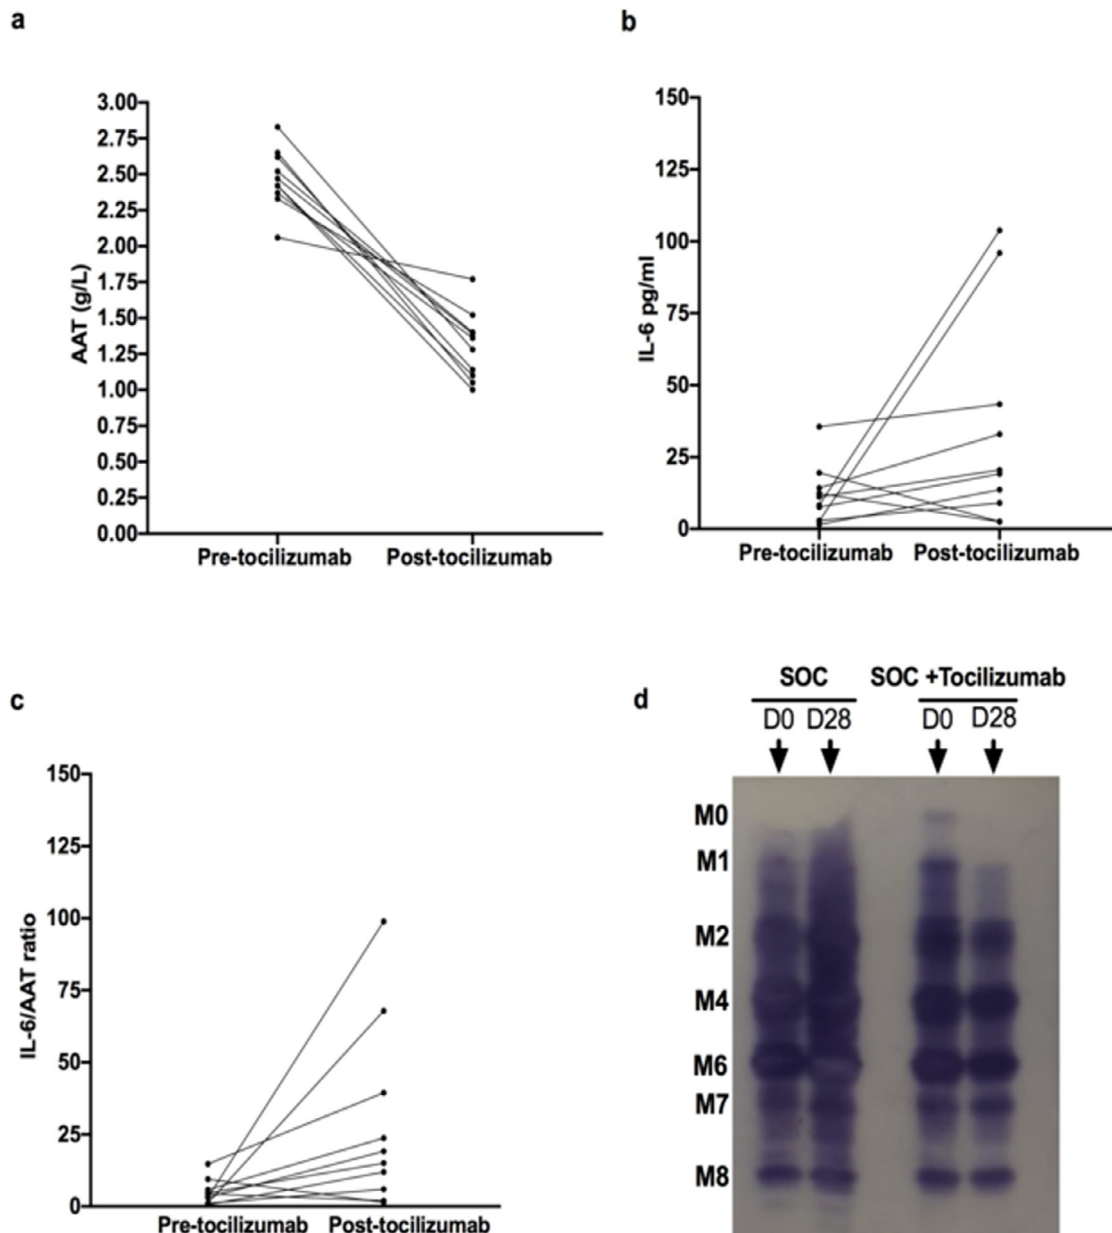 a
3.00
2.75
2.50
2.25
2.00
1.75
1.50
1.25
1.00
0.75
0.50
0.25
0.00
AAT (g/L)
Pre-tocilizumab Post-tocilizumab
b
150
125
100
75
50
25
0
IL-6 pg/ml
Pre-tocilizumab Post-tocilizumab
c
150
125
100
75
50
25
0
IL-6/AAT ratio
Pre-tocilizumab Post-tocilizumab
d
SOC SOC +Tocilizumab
D0 D28 D0 D28
M0
M1
M2
M4
M6
M7
M8